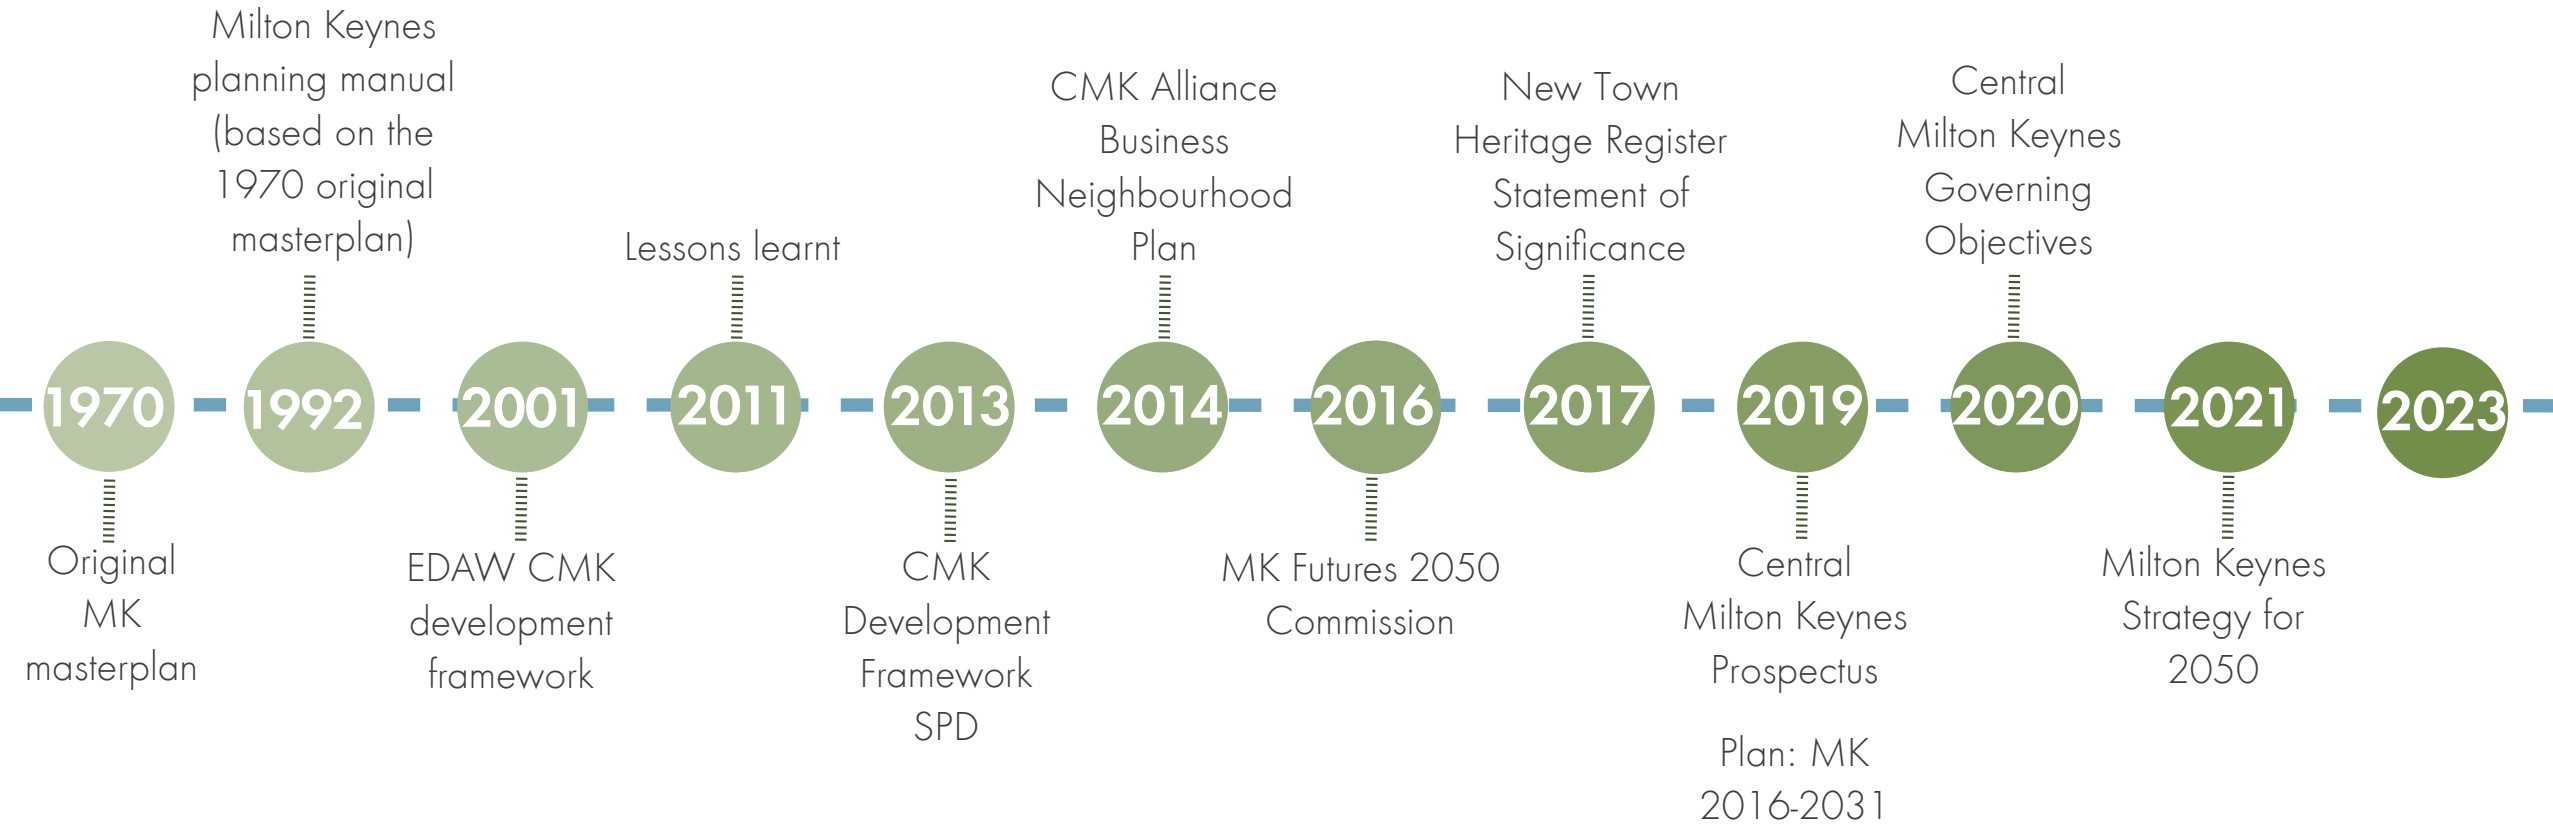 Milton Keynes
planning manual
(based on the
1970 original
masterplan)
Lessons learnt
CMK Alliance
Business
Neighbourhood
Plan
New Town
Heritage Register
Statement of
Significance
Central
Milton Keynes
Governing
Objectives
1970
1992
2001
2011
2013
2014
2016
2017
2019
2020
2021
2023
Original
MK
masterplan
EDAW CMK
development
framework
CMK
Development
Framework
SPD
MK Futures 2050
Commission
Central
Milton Keynes
Prospectus
Plan: MK
2016-2031
Milton Keynes
Strategy for
2050